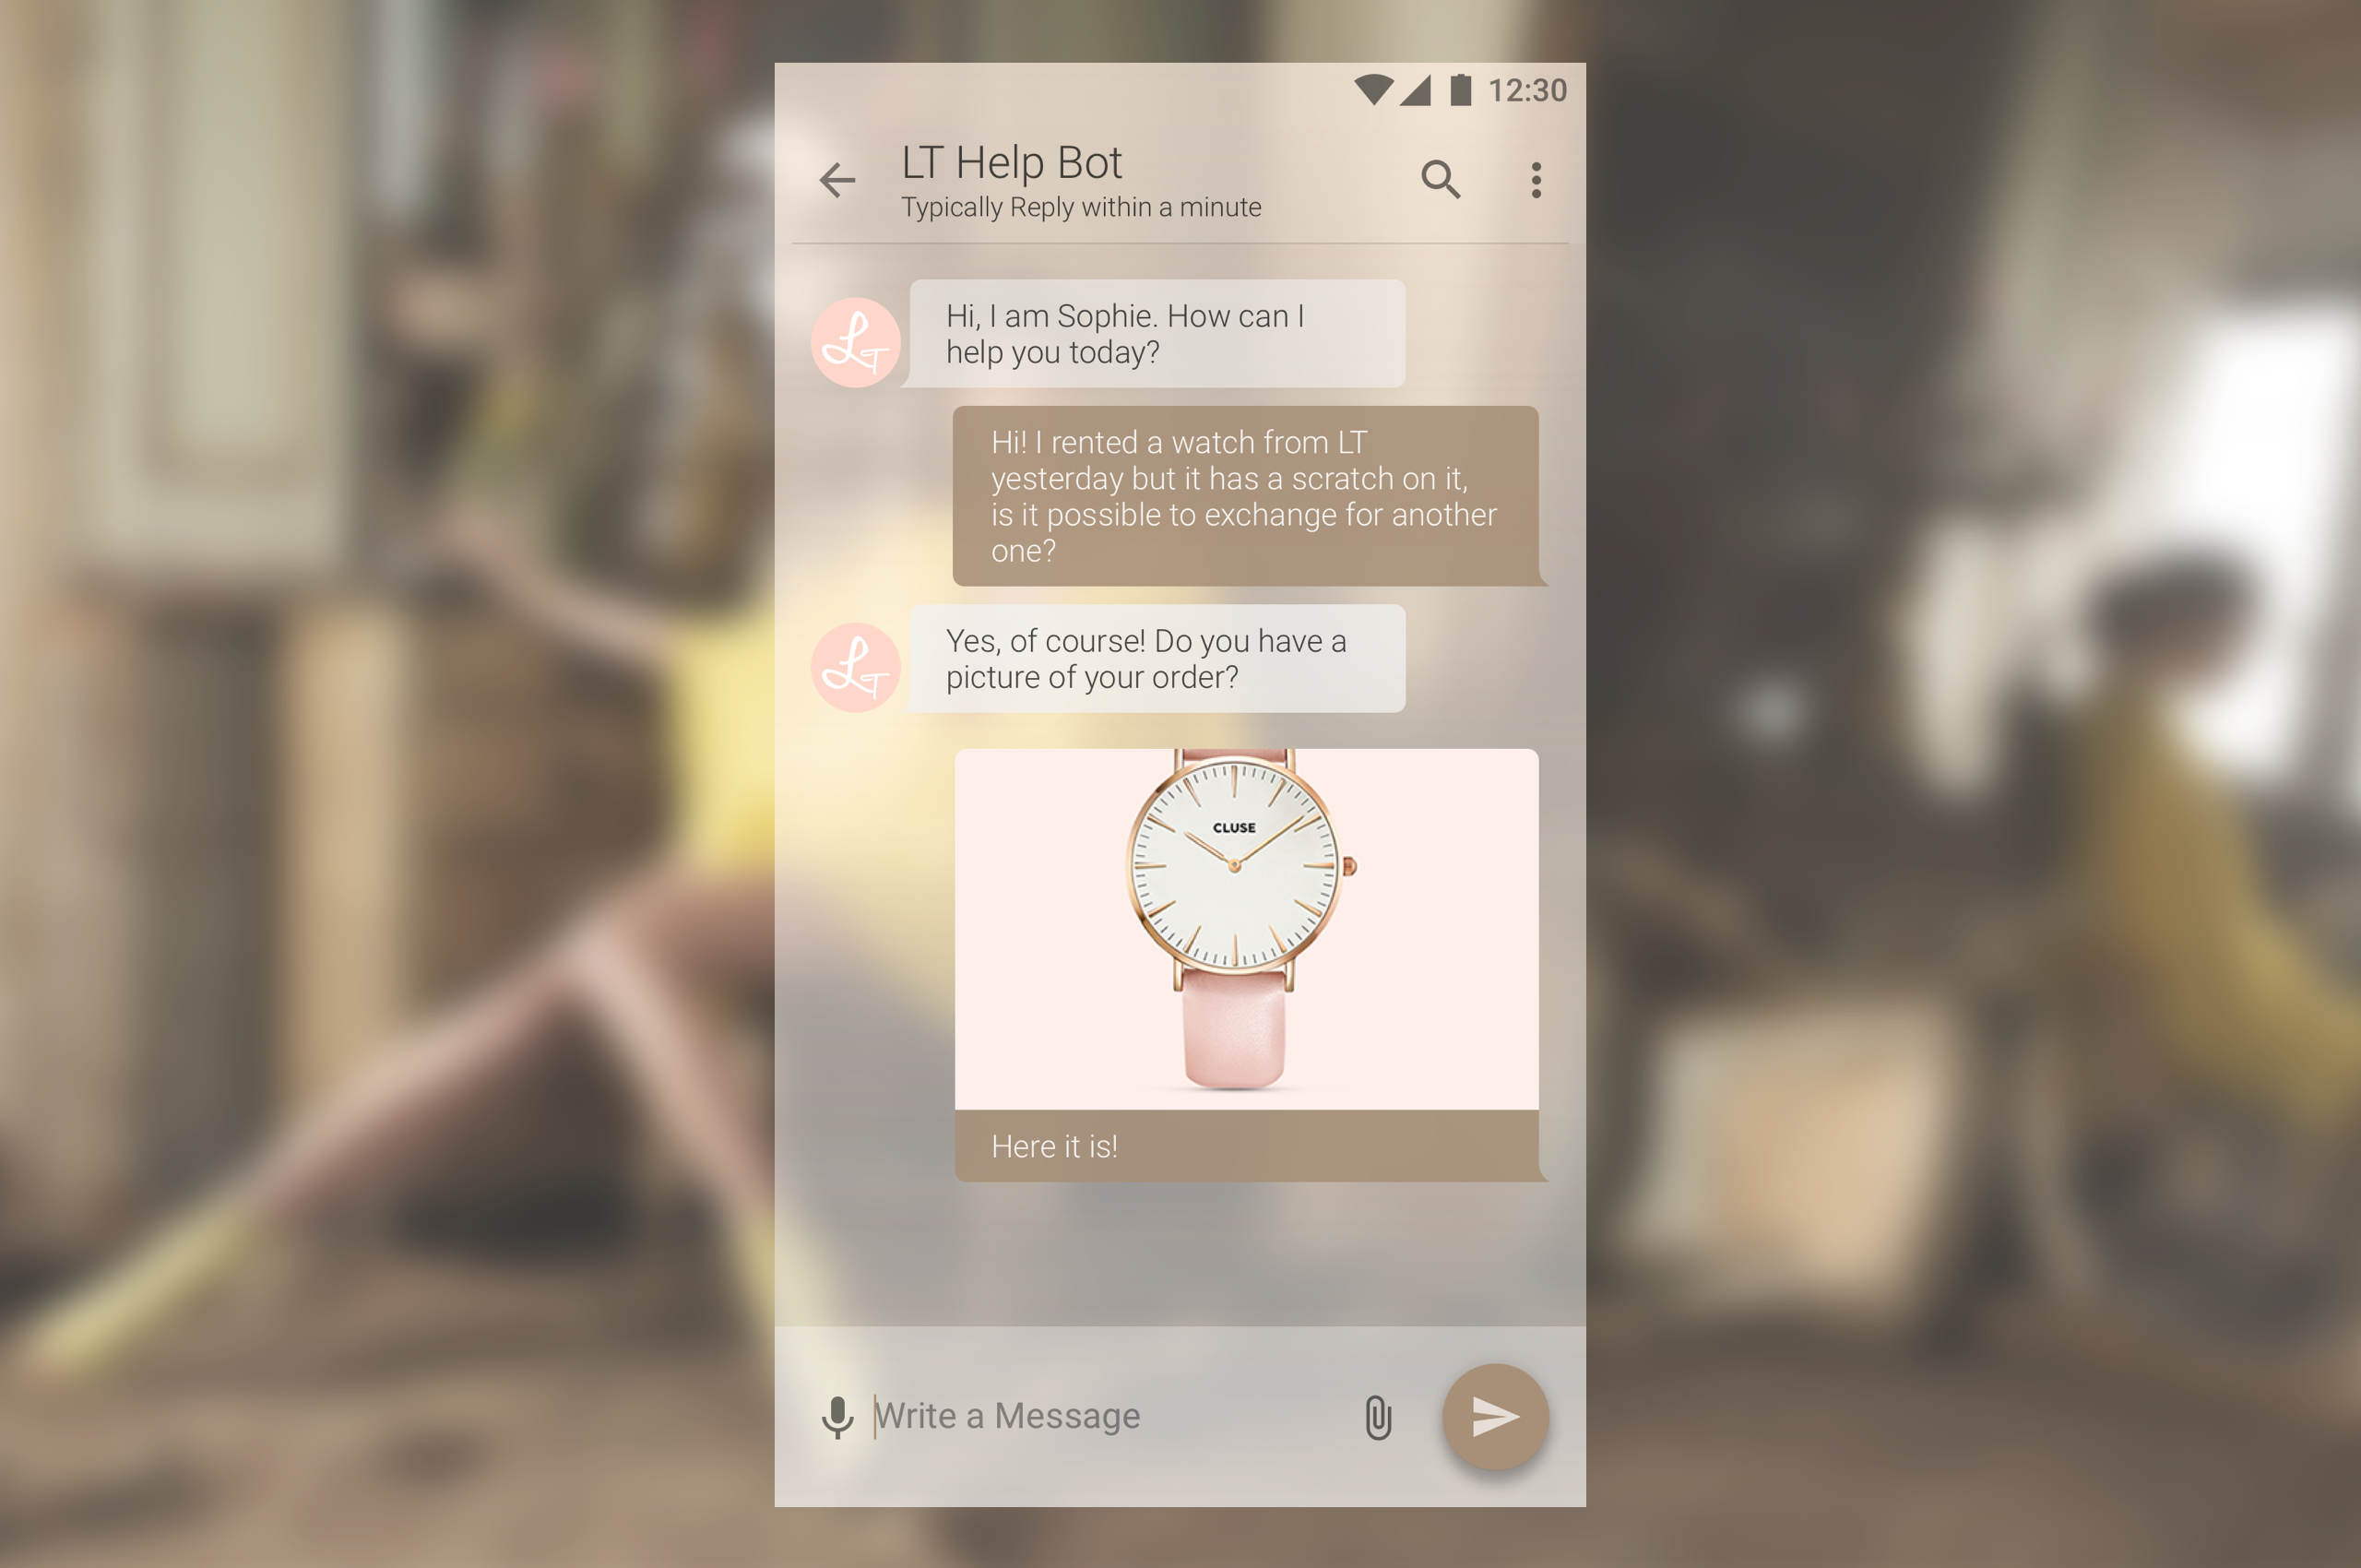 12:30
LT Help Bot
Typically Reply within a minute
Hi, I am Sophie. How can I
help you today?
LT
Hi! I rented a watch from LT
yesterday but it has a scratch on it,
is it possible to exchange for another
one?
Yes, of course! Do you have a
picture of your order?
LT
CLUSE
Here it is!
Write a Message